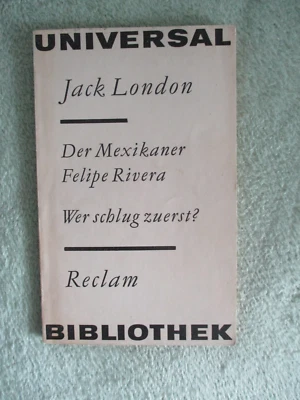 UNIVERSAL
Jack London
Der Mexikaner
Felipe Rivera
Wer schlug zuerst?
Reclam
BIBLIOTHEK